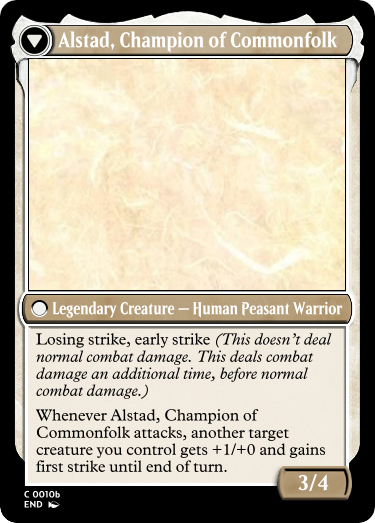 Alstad, Champion of Commonfolk
Legendary Creature — Human Peasant Warrior
Losing strike, early strike (This doesn't deal
normal combat damage. This deals combat
damage an additional time, before normal
combat damage.)
Whenever Alstad, Champion of
Commonfolk attacks, another target
creature you control gets +1/+0 and gains
first strike until end of turn.
3/4
C 0010b
END